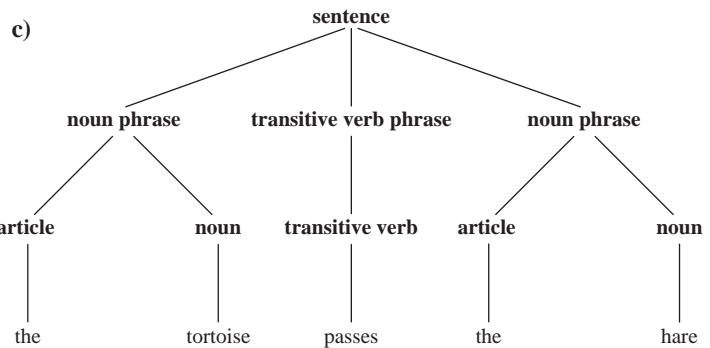 sentence
c)
noun phrase transitive verb phrase noun phrase
article noun transitive verb article noun
the tortoise passes the hare